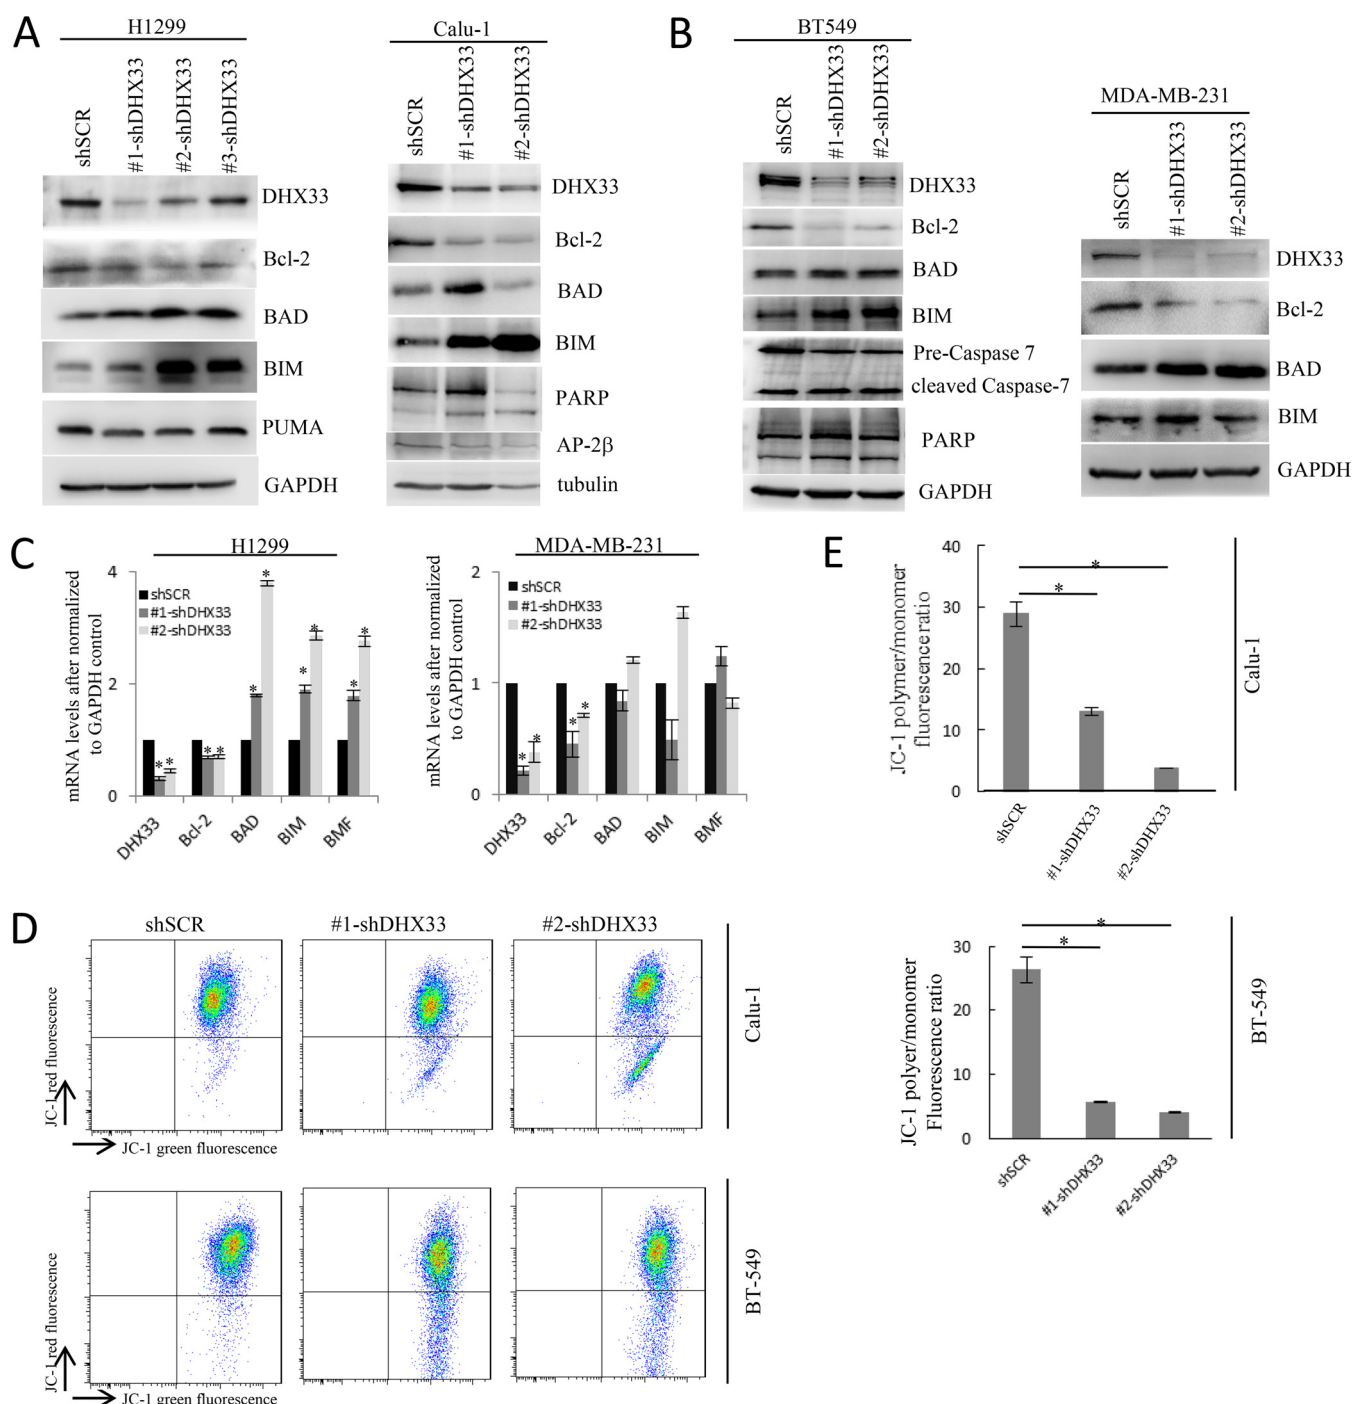 A
H1299
shSCR
#1-shDHX33
#2-shDHX33
#3-shDHX33
DHX33
Bcl-2
BAD
BIM
PUMA
GAPDH
Calu-1
shSCR
#1-shDHX33
#2-shDHX33
DHX33
Bcl-2
BAD
BIM
PARP
AP-2β
tubulin
B
BT549
shSCR
#1-shDHX33
#2-shDHX33
DHX33
Bcl-2
BAD
BIM
Pre-Caspase 7
cleaved Caspase-7
PARP
GAPDH
MDA-MB-231
shSCR
#1-shDHX33
#2-shDHX33
DHX33
Bcl-2
BAD
BIM
GAPDH
C
H1299
mRNA levels after normalized
to GAPDH control
4
2
0
shSCR
#1-shDHX33
#2-shDHX33
* * * * * * * * * *
DHX33
Bcl-2
BAD
BIM
BMF
MDA-MB-231
mRNA levels after normalized
to GAPDH control
2
1
0
shSCR
#1-shDHX33
#2-shDHX33
* * * *
DHX33
Bcl-2
BAD
BIM
BMF
D
shSCR
#1-shDHX33
#2-shDHX33
JC-1 red fluorescence
JC-1 green fluorescence
Calu-1
JC-1 red fluorescence
JC-1 green fluorescence
BT-549
E
JC-1 polymer/monomer
fluorescence ratio
40
30
20
10
0
*
*
shSCR
#1-shDHX33
#2-shDHX33
Calu-1
JC-1 polyer/monomer
Fluorescence ratio
30
20
10
0
*
*
shSCR
#1-shDHX33
#2-shDHX33
BT-549